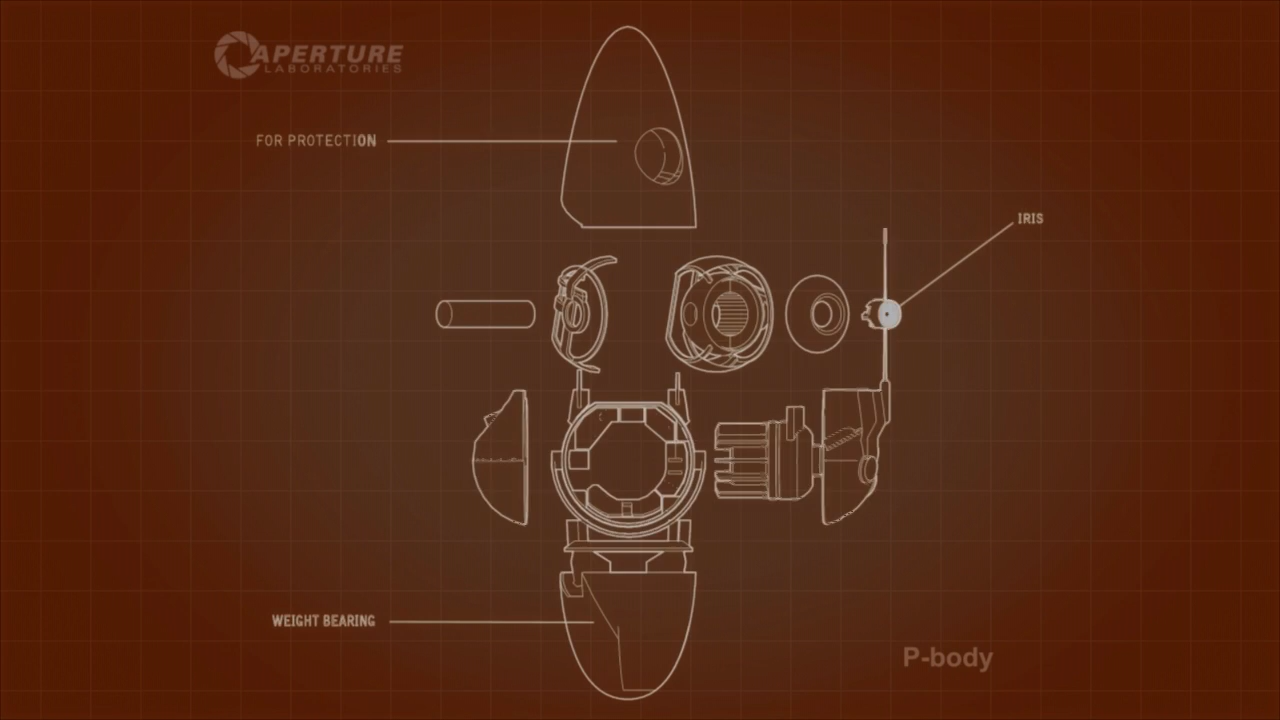 APERTURE
LABORATORIES
FOR PROTECTION
IRIS
WEIGHT BEARING
P-body